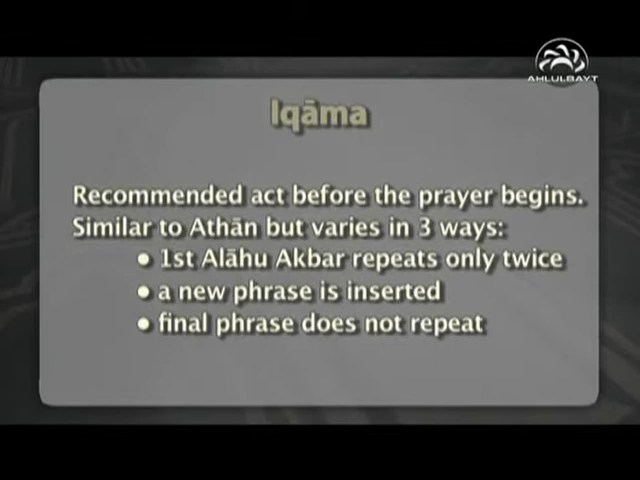 AHLULBAYT
Iqāma
Recommended act before the prayer begins.
Similar to Athān but varies in 3 ways:
• 1st Alāhu Akbar repeats only twice
• a new phrase is inserted
• final phrase does not repeat